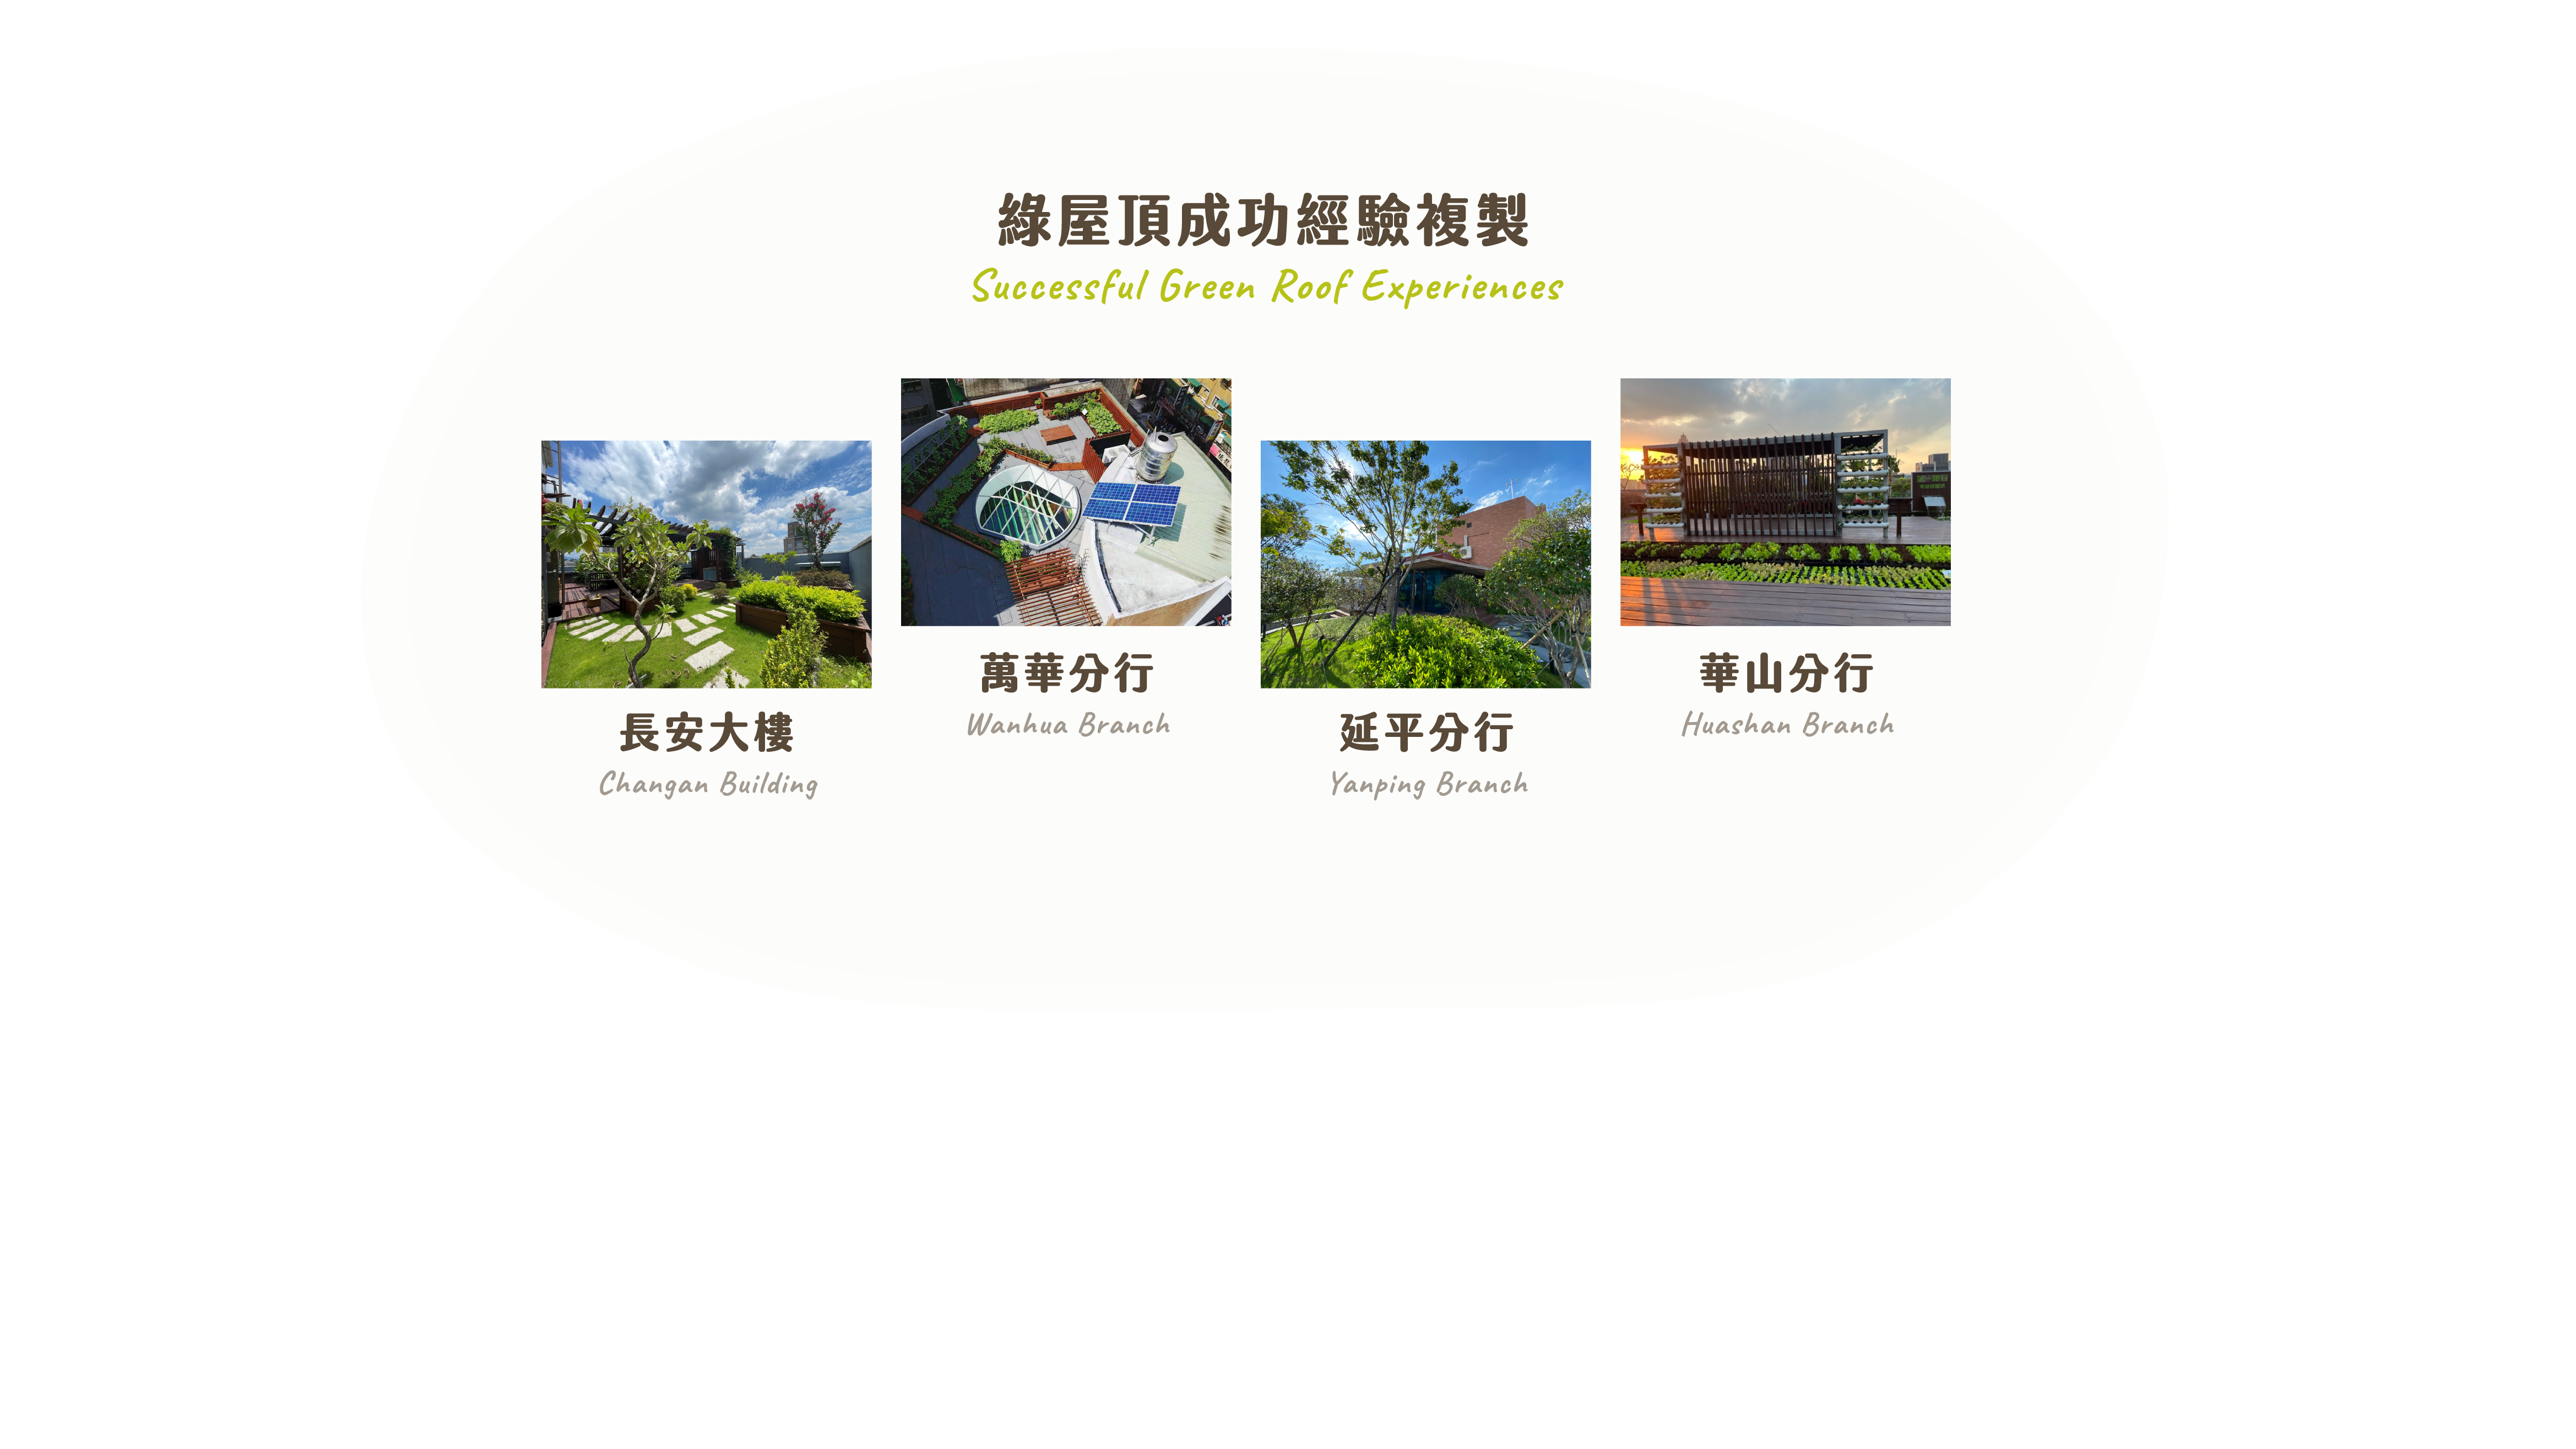 綠屋頂成功經驗複製
Successful Green Roof Experiences
長安大樓
Changan Building
萬華分行
Wanhua Branch
延平分行
Yanping Branch
華山分行
Huashan Branch